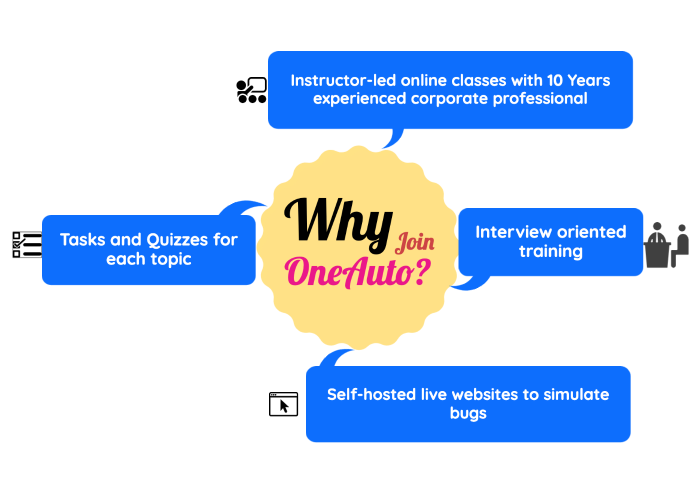 Instructor-led online classes with 10 Years
experienced corporate professional
Why
Join
OneAuto?
Tasks and Quizzes for
each topic
Interview oriented
training
Self-hosted live websites to simulate
bugs